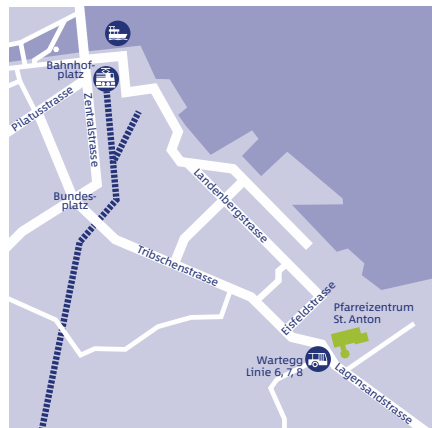 Bahnhof-
platz
Pilatusstrasse
Zentralstrasse
Bundes-
platz
Landenbergstrasse
Tribschenstrasse
Eisfeldstrasse
Pfarreizentrum
St. Anton
Wartegg
Linie 6, 7, 8
Lagensandstrasse